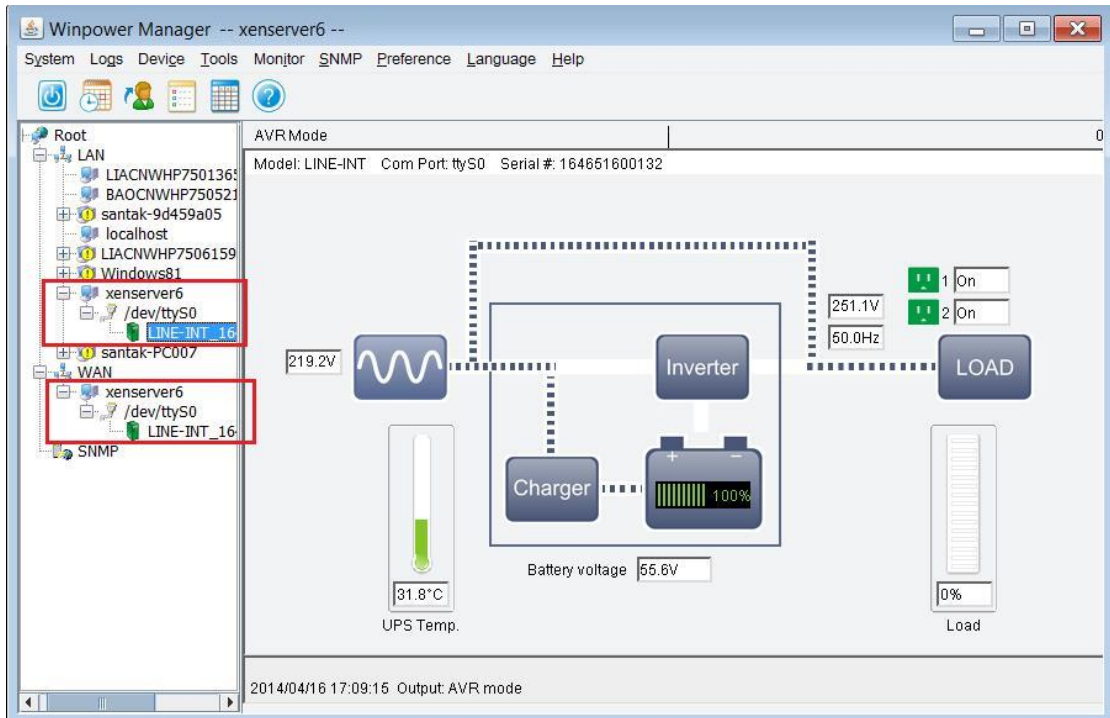 Winpower Manager -- xenserver6 --
System Logs Device Tools Monitor SNMP Preference Language Help
Root
LAN
LIACNWHP7501365
BAOCNWHP750521
santak-9d459a05
localhost
LIACNWHP7506159
Windows81
xenserver6
/dev/ttyS0
LINE-INT_16
santak-PC007
WAN
xenserver6
/dev/ttyS0
LINE-INT_16
SNMP
AVR Mode
0
Model: LINE-INT Com Port: ttyS0 Serial #: 164651600132
1 On
251.1V
2 On
50.0Hz
219.2V
Inverter
LOAD
+ -
Charger
100%
Battery voltage 55.6V
31.8°C
0%
UPS Temp.
Load
2014/04/16 17:09:15 Output: AVR mode